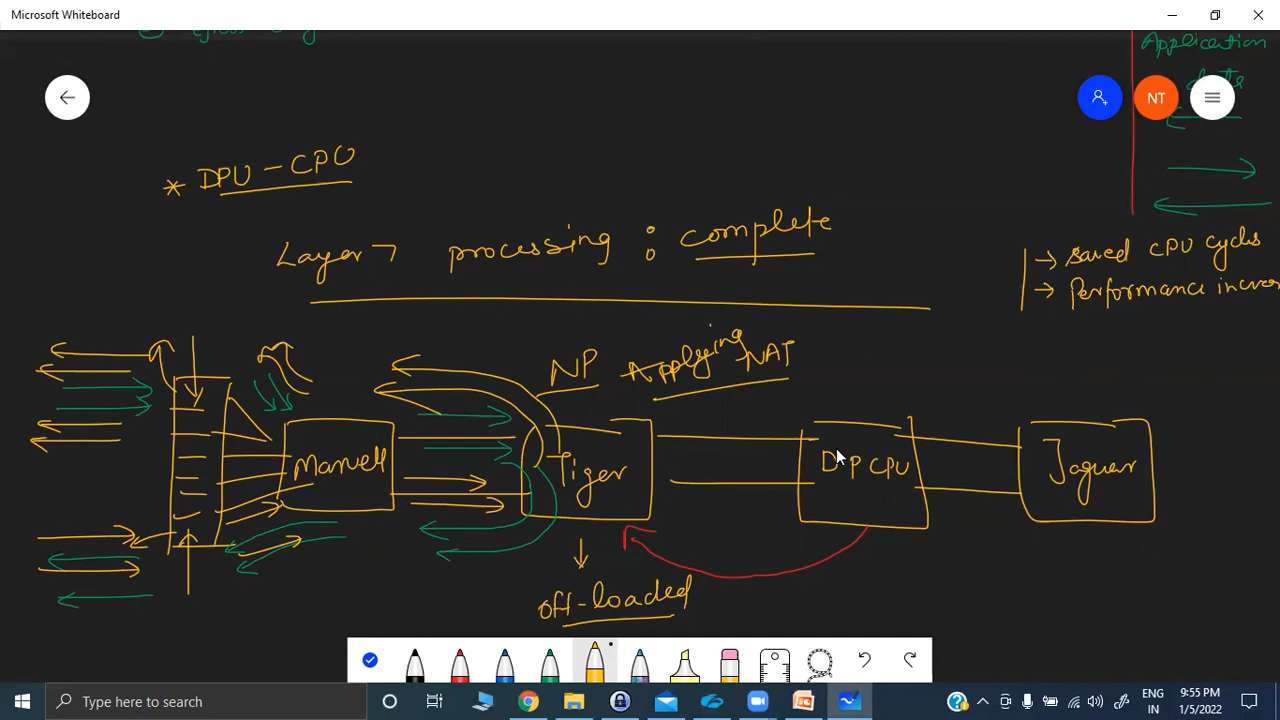 Microsoft Whiteboard
Application
NT
* DPU - CPU
Layer 7 processing : complete
→ saved CPU cycles
→ Performance increa
NP Applying NAT
Marvell
Tiger
DP CPU
Jaguar
off-loaded
Type here to search
ENG
IN
9:55 PM
1/5/2022